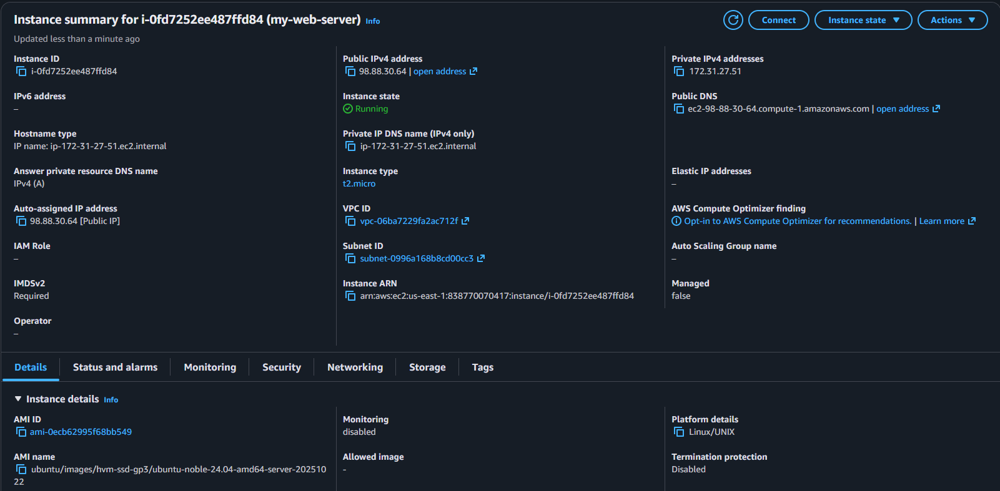 Instance summary for i-0fd7252ee487ffd84 (my-web-server) Info
Connect
Instance state
Actions
Updated less than a minute ago
Instance ID
i-0fd7252ee487ffd84
Public IPv4 address
98.88.30.64 | open address
Private IPv4 addresses
172.31.27.51
IPv6 address
–
Instance state
Running
Public DNS
ec2-98-88-30-64.compute-1.amazonaws.com | open address
Hostname type
IP name: ip-172-31-27-51.ec2.internal
Private IP DNS name (IPv4 only)
ip-172-31-27-51.ec2.internal
Answer private resource DNS name
IPv4 (A)
Instance type
t2.micro
Elastic IP addresses
–
Auto-assigned IP address
98.88.30.64 [Public IP]
VPC ID
vpc-06ba7229fa2ac712f
AWS Compute Optimizer finding
Opt-in to AWS Compute Optimizer for recommendations. | Learn more
IAM Role
–
Subnet ID
subnet-0996a168b8cd00cc3
Auto Scaling Group name
–
IMDSv2
Required
Instance ARN
arn:aws:ec2:us-east-1:838770070417:instance/i-0fd7252ee487ffd84
Managed
false
Operator
–
Details
Status and alarms
Monitoring
Security
Networking
Storage
Tags
Instance details Info
AMI ID
ami-0ecb62995f68bb549
Monitoring
disabled
Platform details
Linux/UNIX
AMI name
ubuntu/images/hvm-ssd-gp3/ubuntu-noble-24.04-amd64-server-202510
22
Allowed image
-
Termination protection
Disabled